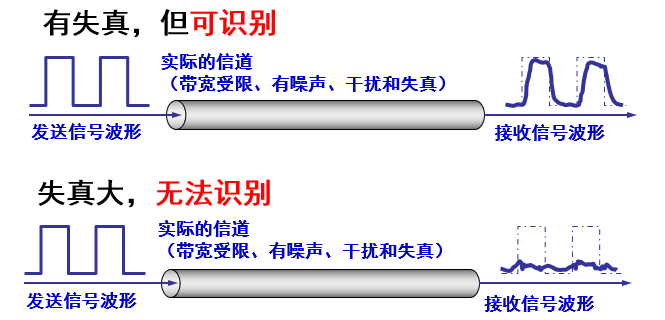 有失真，但可识别
实际的信道
（带宽受限、有噪声、干扰和失真）
发送信号波形
接收信号波形
失真大，无法识别
实际的信道
（带宽受限、有噪声、干扰和失真）
发送信号波形
接收信号波形